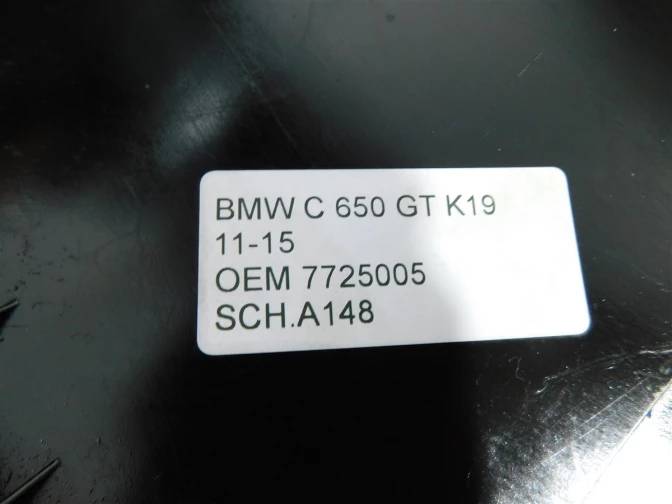 BMW C 650 GT K19
11-15
OEM 7725005
SCH.A148